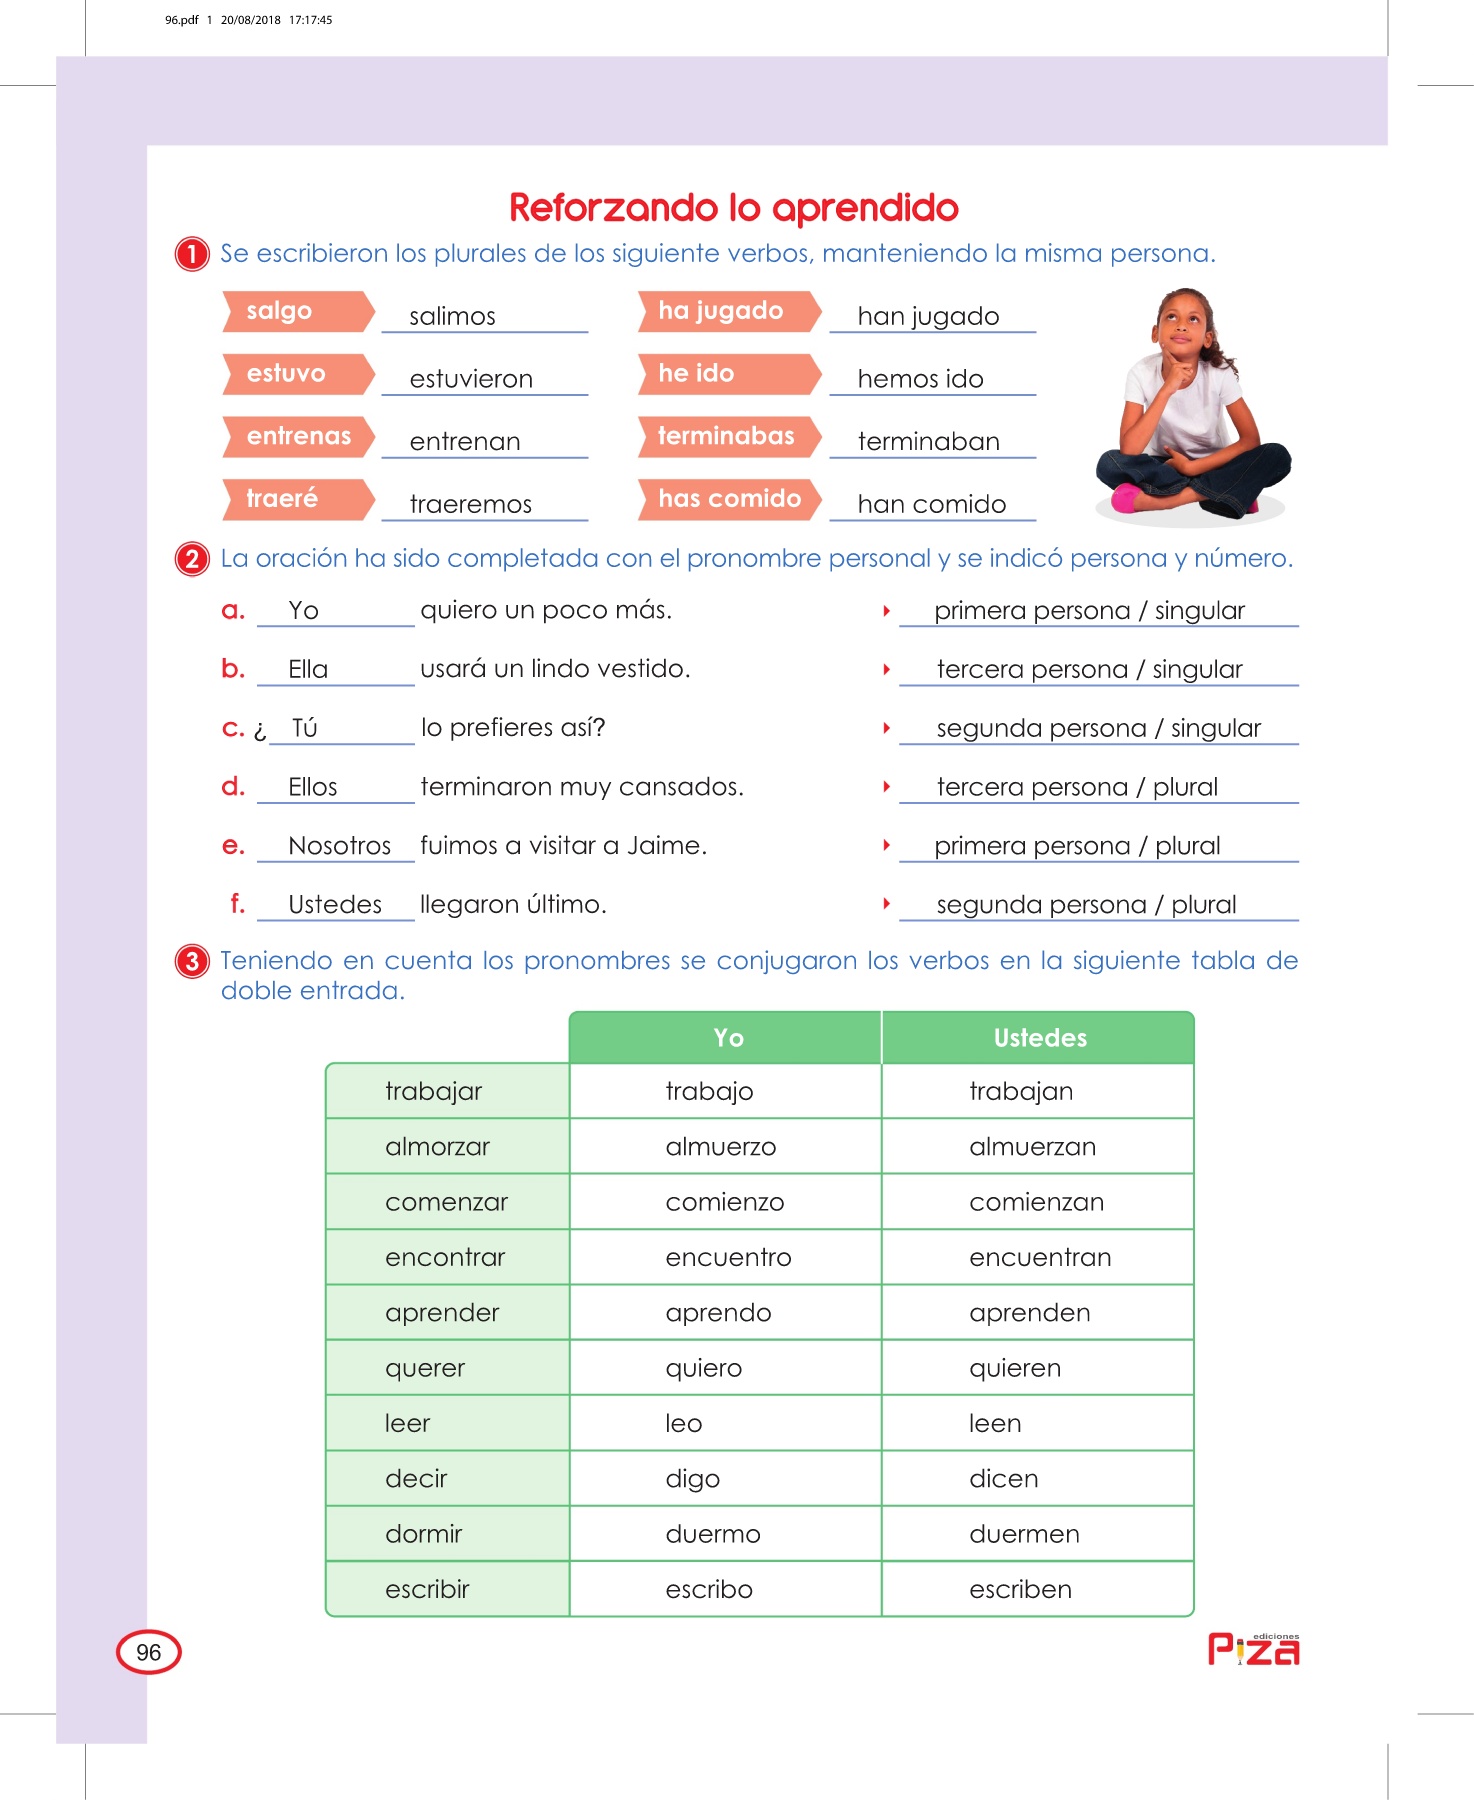 96.pdf 1 20/08/2018 17:17:45
Reforzando lo aprendido
1 Se escribieron los plurales de los siguiente verbos, manteniendo la misma persona.
salgo salimos ha jugado han jugado
estuvo estuvieron he ido hemos ido
entrenas entrenan terminabas terminaban
traeré traeremos has comido han comido
2 La oración ha sido completada con el pronombre personal y se indicó persona y número.
a. Yo quiero un poco más. primera persona / singular
b. Ella usará un lindo vestido. tercera persona / singular
c. ¿ Tú lo prefieres así? segunda persona / singular
d. Ellos terminaron muy cansados. tercera persona / plural
e. Nosotros fuimos a visitar a Jaime. primera persona / plural
f. Ustedes llegaron último. segunda persona / plural
3 Teniendo en cuenta los pronombres se conjugaron los verbos en la siguiente tabla de
doble entrada.
Yo Ustedes
trabajar trabajo trabajan
almorzar almuerzo almuerzan
comenzar comienzo comienzan
encontrar encuentro encuentran
aprender aprendo aprenden
querer quiero quieren
leer leo leen
decir digo dicen
dormir duermo duermen
escribir escribo escriben
96
ediciones
Piza